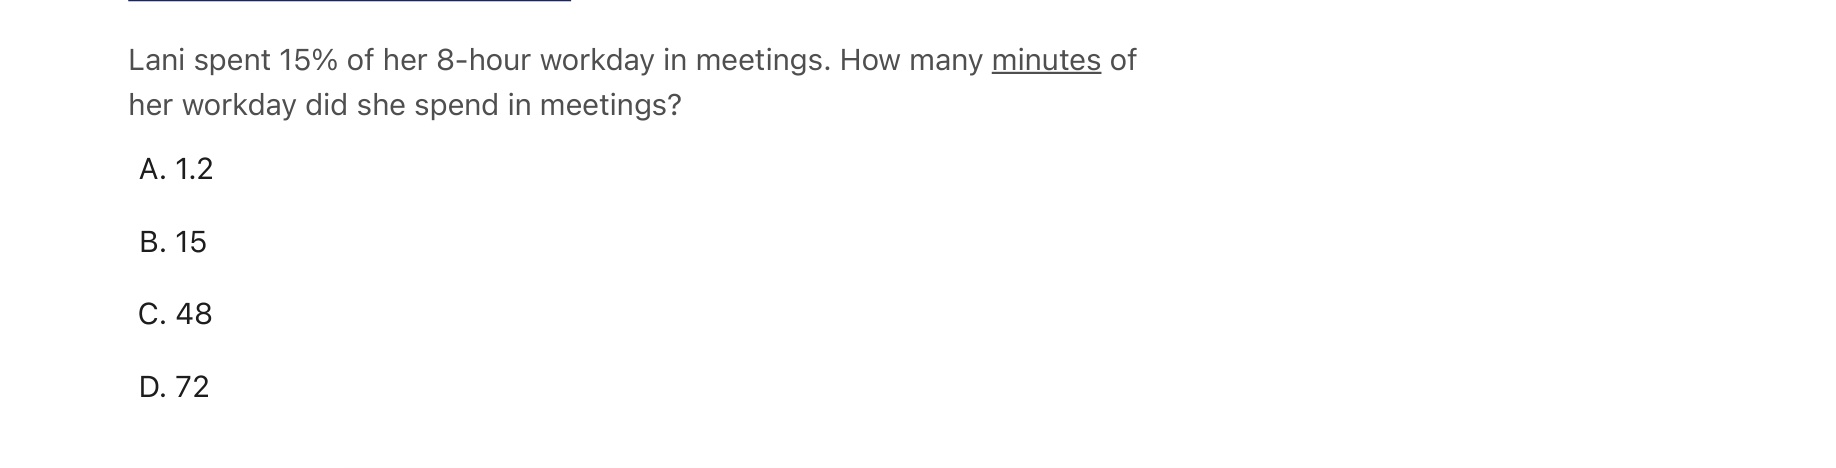 Lani spent 15% of her 8-hour workday in meetings. How many minutes of
her workday did she spend in meetings?
A. 1.2
B. 15
C. 48
D. 72